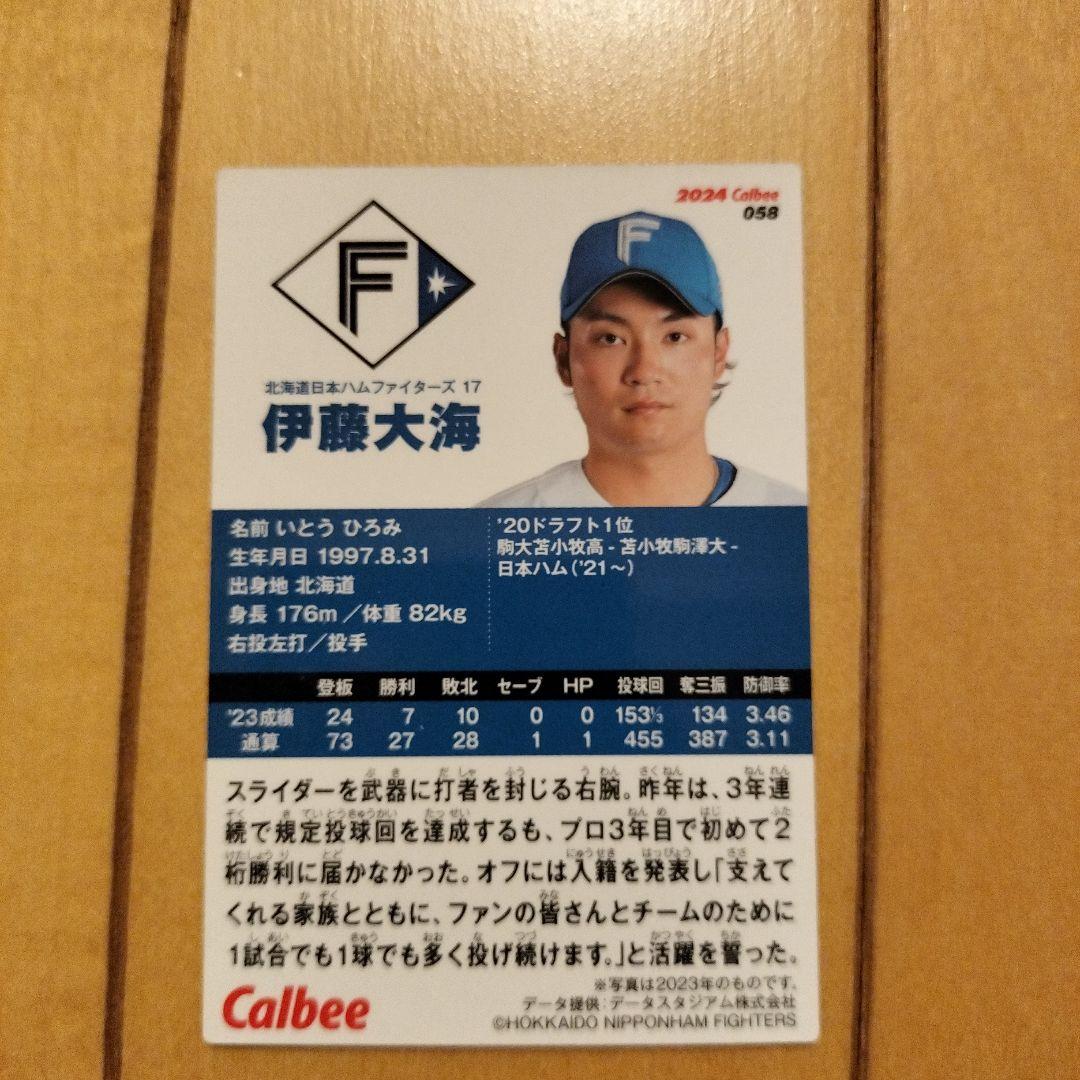 2024 Calbee
058
F
F
北海道日本ハムファイターズ 17
伊藤大海
名前 いとう ひろみ
生年月日 1997.8.31
出身地 北海道
身長 176m／体重 82kg
右投左打／投手
'20ドラフト1位
駒大苫小牧高 - 苫小牧駒澤大 -
日本ハム('21～)
登板 勝利 敗北 セーブ HP 投球回 奪三振 防御率
'23成績 24 7 10 0 0 153⅓ 134 3.46
通算 73 27 28 1 1 455 387 3.11
スライダーを武器に打者を封じる右腕。昨年は、3年連
続で規定投球回を達成するも、プロ3年目で初めて2
桁勝利に届かなかった。オフには入籍を発表し「支えて
くれる家族とともに、ファンの皆さんとチームのために
1試合でも1球でも多く投げ続けます。」と活躍を誓った。
※写真は2023年のものです。
データ提供：データスタジアム株式会社
©HOKKAIDO NIPPONHAM FIGHTERS
Calbee